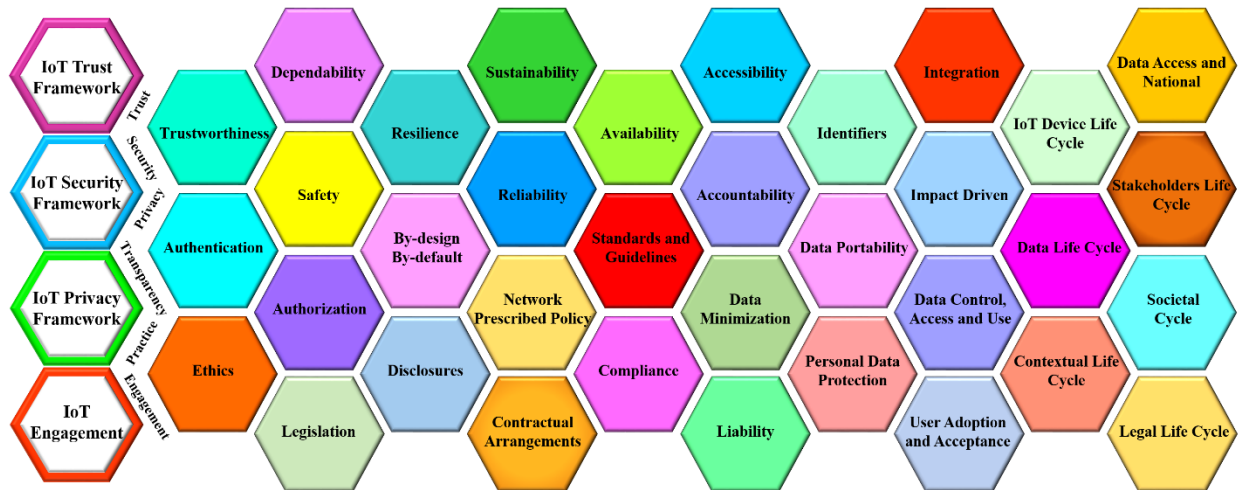 IoT Trust
Framework
IoT Security
Framework
IoT Privacy
Framework
IoT
Engagement
Trust
Security
Privacy
Transparency
Practice
Engagement
Trustworthiness
Authentication
Ethics
Dependability
Safety
Authorization
Legislation
Resilience
By-design
By-default
Disclosures
Sustainability
Reliability
Network
Prescribed Policy
Contractual
Arrangements
Availability
Standards and
Guidelines
Compliance
Accessibility
Accountability
Data
Minimization
Liability
Identifiers
Data Portability
Personal Data
Protection
Integration
Impact Driven
Data Control,
Access and Use
User Adoption
and Acceptance
IoT Device Life
Cycle
Data Life Cycle
Contextual Life
Cycle
Data Access and
National
Stakeholders Life
Cycle
Societal
Cycle
Legal Life Cycle